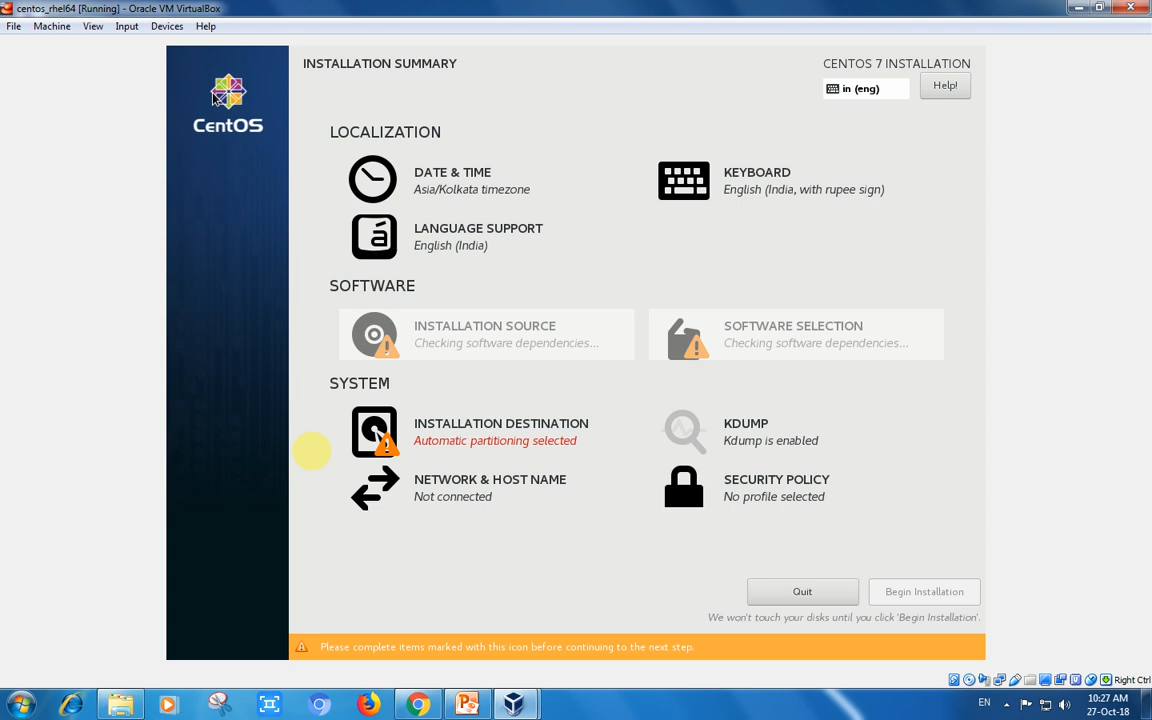 centos_rhel64 [Running] - Oracle VM VirtualBox
File Machine View Input Devices Help
INSTALLATION SUMMARY
CENTOS 7 INSTALLATION
in (eng)
Help!
CentOS
LOCALIZATION
DATE & TIME
Asia/Kolkata timezone
KEYBOARD
English (India, with rupee sign)
LANGUAGE SUPPORT
English (India)
SOFTWARE
INSTALLATION SOURCE
Checking software dependencies...
SOFTWARE SELECTION
Checking software dependencies...
SYSTEM
INSTALLATION DESTINATION
Automatic partitioning selected
KDUMP
Kdump is enabled
NETWORK & HOST NAME
Not connected
SECURITY POLICY
No profile selected
Quit
Begin Installation
We won't touch your disks until you click 'Begin Installation'.
Please complete items marked with this icon before continuing to the next step.
Right Ctrl
EN
10:27 AM
27-Oct-18